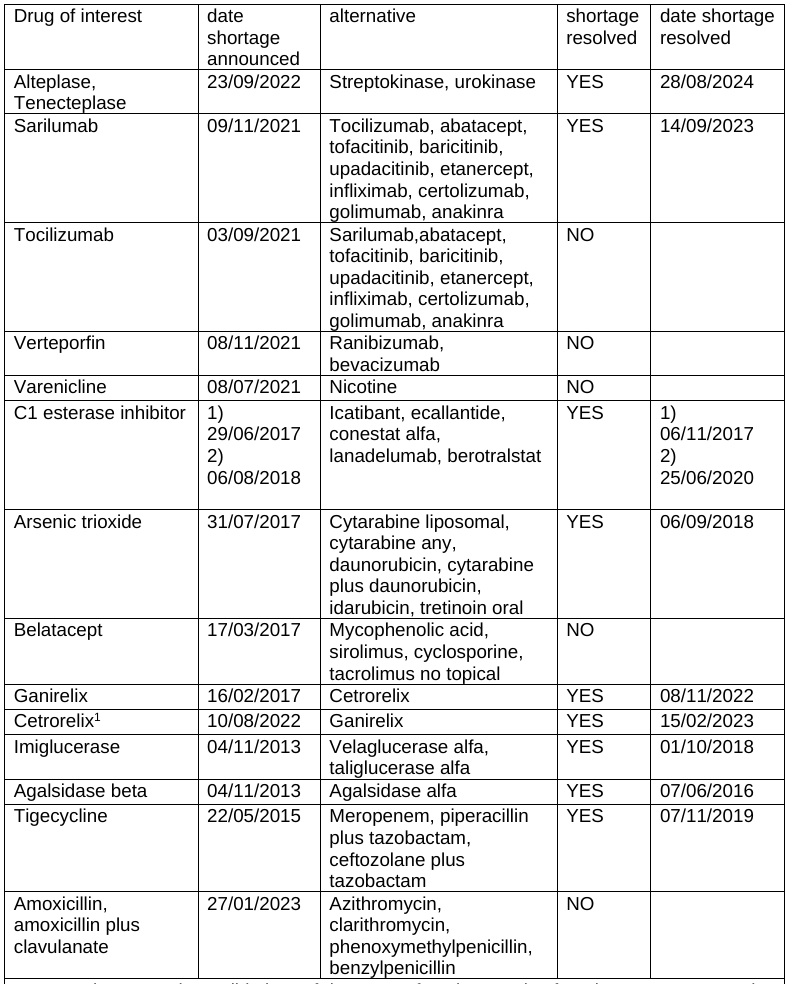 Drug of interest
date
shortage
announced
alternative
shortage
resolved
date shortage
resolved
Alteplase,
Tenecteplase
23/09/2022
Streptokinase, urokinase
YES
28/08/2024
Sarilumab
09/11/2021
Tocilizumab, abatacept,
tofacitinib, baricitinib,
upadacitinib, etanercept,
infliximab, certolizumab,
golimumab, anakinra
YES
14/09/2023
Tocilizumab
03/09/2021
Sarilumab,abatacept,
tofacitinib, baricitinib,
upadacitinib, etanercept,
infliximab, certolizumab,
golimumab, anakinra
NO
Verteporfin
08/11/2021
Ranibizumab,
bevacizumab
NO
Varenicline
08/07/2021
Nicotine
NO
C1 esterase inhibitor
1)
29/06/2017
2)
06/08/2018
Icatibant, ecallantide,
conestat alfa,
lanadelumab, berotralstat
YES
1)
06/11/2017
2)
25/06/2020
Arsenic trioxide
31/07/2017
Cytarabine liposomal,
cytarabine any,
daunorubicin, cytarabine
plus daunorubicin,
idarubicin, tretinoin oral
YES
06/09/2018
Belatacept
17/03/2017
Mycophenolic acid,
sirolimus, cyclosporine,
tacrolimus no topical
NO
Ganirelix
16/02/2017
Cetrorelix
YES
08/11/2022
Cetrorelix¹
10/08/2022
Ganirelix
YES
15/02/2023
Imiglucerase
04/11/2013
Velaglucerase alfa,
taliglucerase alfa
YES
01/10/2018
Agalsidase beta
04/11/2013
Agalsidase alfa
YES
07/06/2016
Tigecycline
22/05/2015
Meropenem, piperacillin
plus tazobactam,
ceftozolane plus
tazobactam
YES
07/11/2019
Amoxicillin,
amoxicillin plus
clavulanate
27/01/2023
Azithromycin,
clarithromycin,
phenoxymethylpenicillin,
benzylpenicillin
NO